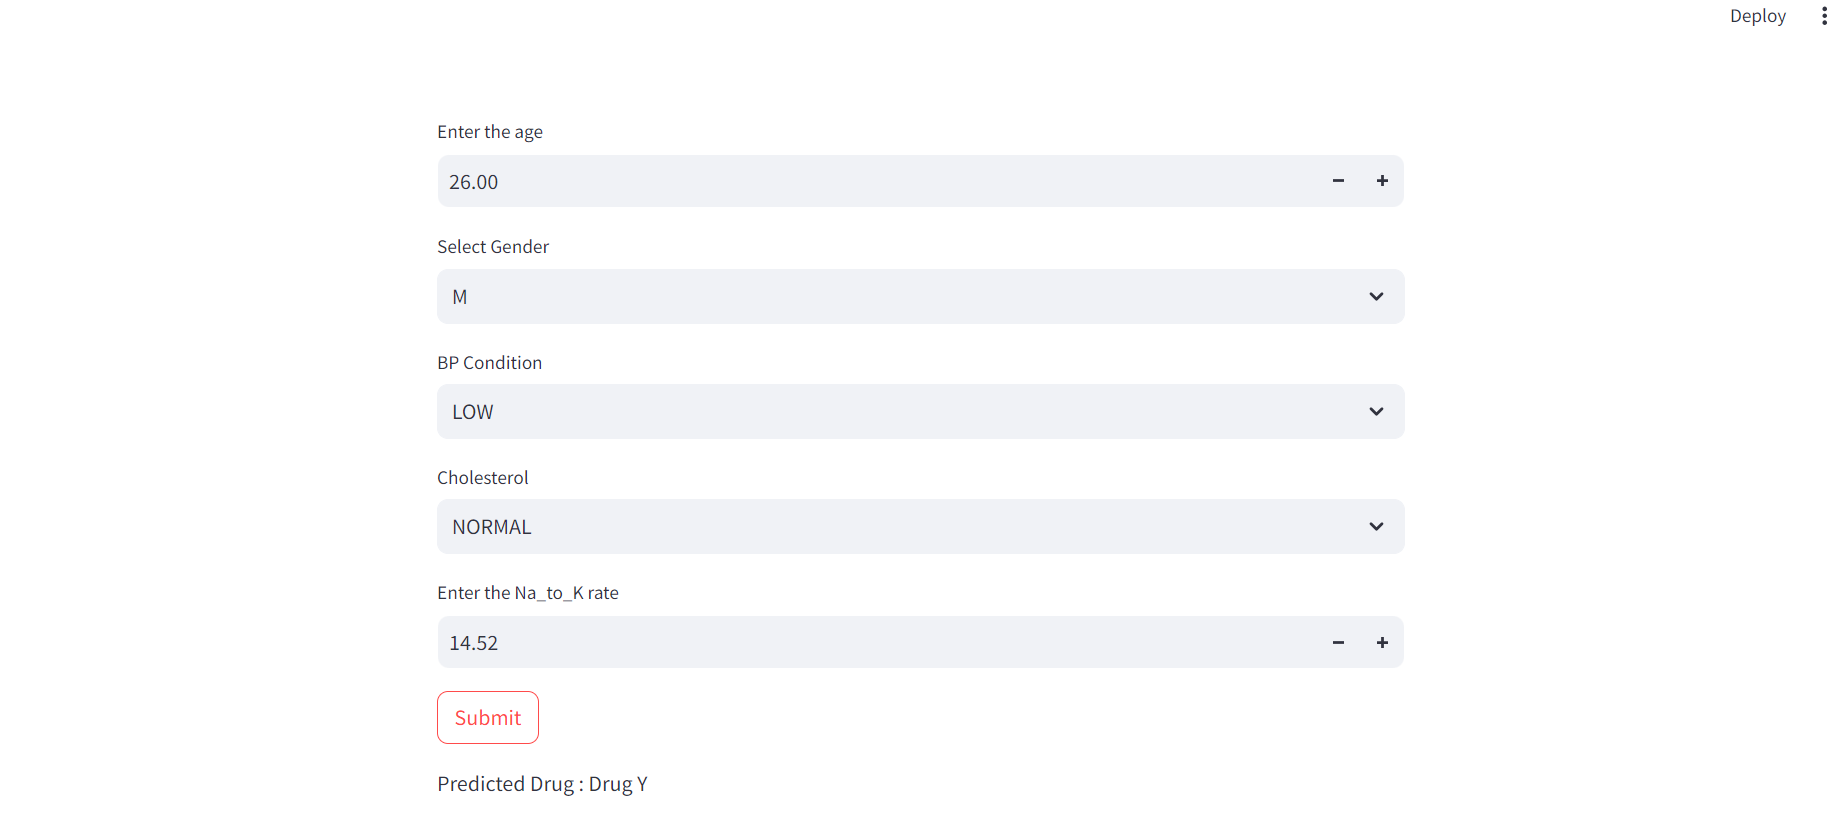 Deploy
Enter the age
26.00
Select Gender
M
BP Condition
LOW
Cholesterol
NORMAL
Enter the Na_to_K rate
14.52
Submit
Predicted Drug : Drug Y